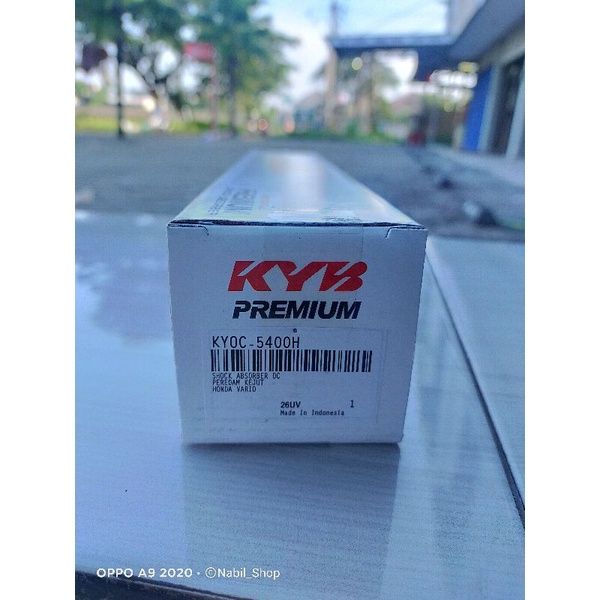 KYB
PREMIUM
KYOC-5400H
SHOCK ABSORBER OC
PEREDAM KEJUT
HONDA VARIO
26UV 1
Made In Indonesia
OPPO A9 2020 · ©Nabil_Shop